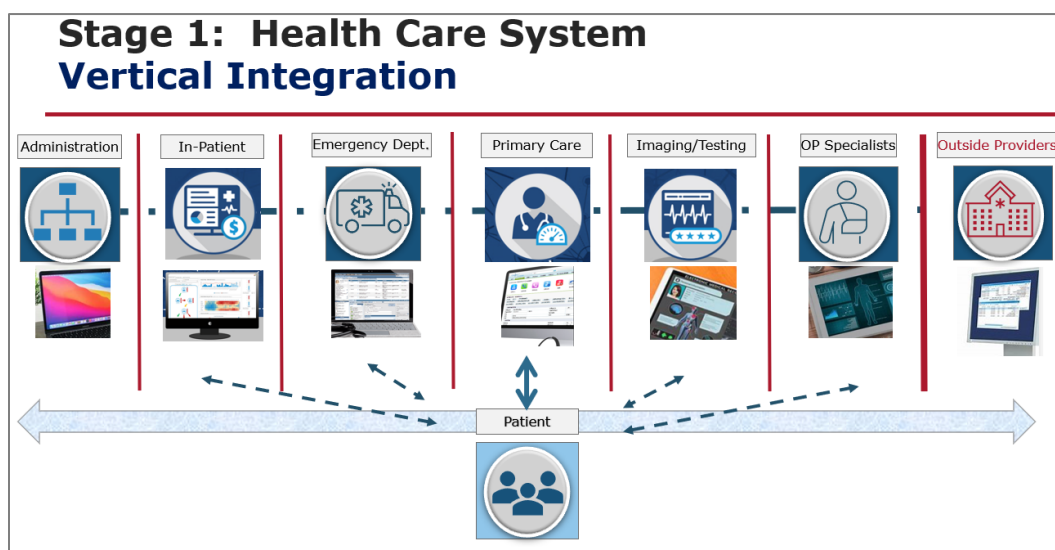 Stage 1: Health Care System
Vertical Integration
Administration
In-Patient
Emergency Dept.
Primary Care
Imaging/Testing
OP Specialists
Outside Providers
$
Patient